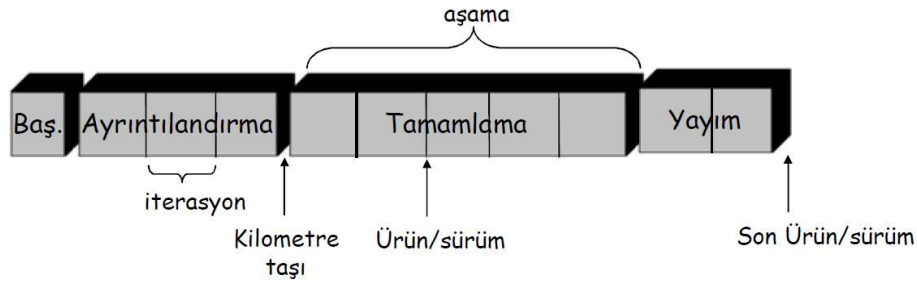 aşama
Baş. Ayrıntılandırma Tamamlama Yayım
iterasyon
Kilometre
taşı
Ürün/sürüm
Son Ürün/sürüm